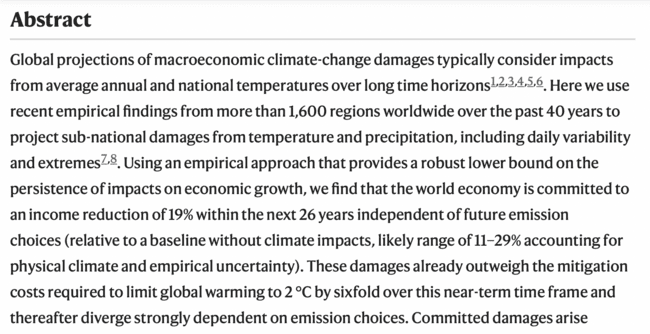 Abstract
Global projections of macroeconomic climate-change damages typically consider impacts
from average annual and national temperatures over long time horizons1,2,3,4,5,6. Here we use
recent empirical findings from more than 1,600 regions worldwide over the past 40 years to
project sub-national damages from temperature and precipitation, including daily variability
and extremes7,8. Using an empirical approach that provides a robust lower bound on the
persistence of impacts on economic growth, we find that the world economy is committed to
an income reduction of 19% within the next 26 years independent of future emission
choices (relative to a baseline without climate impacts, likely range of 11–29% accounting for
physical climate and empirical uncertainty). These damages already outweigh the mitigation
costs required to limit global warming to 2 °C by sixfold over this near-term time frame and
thereafter diverge strongly dependent on emission choices. Committed damages arise